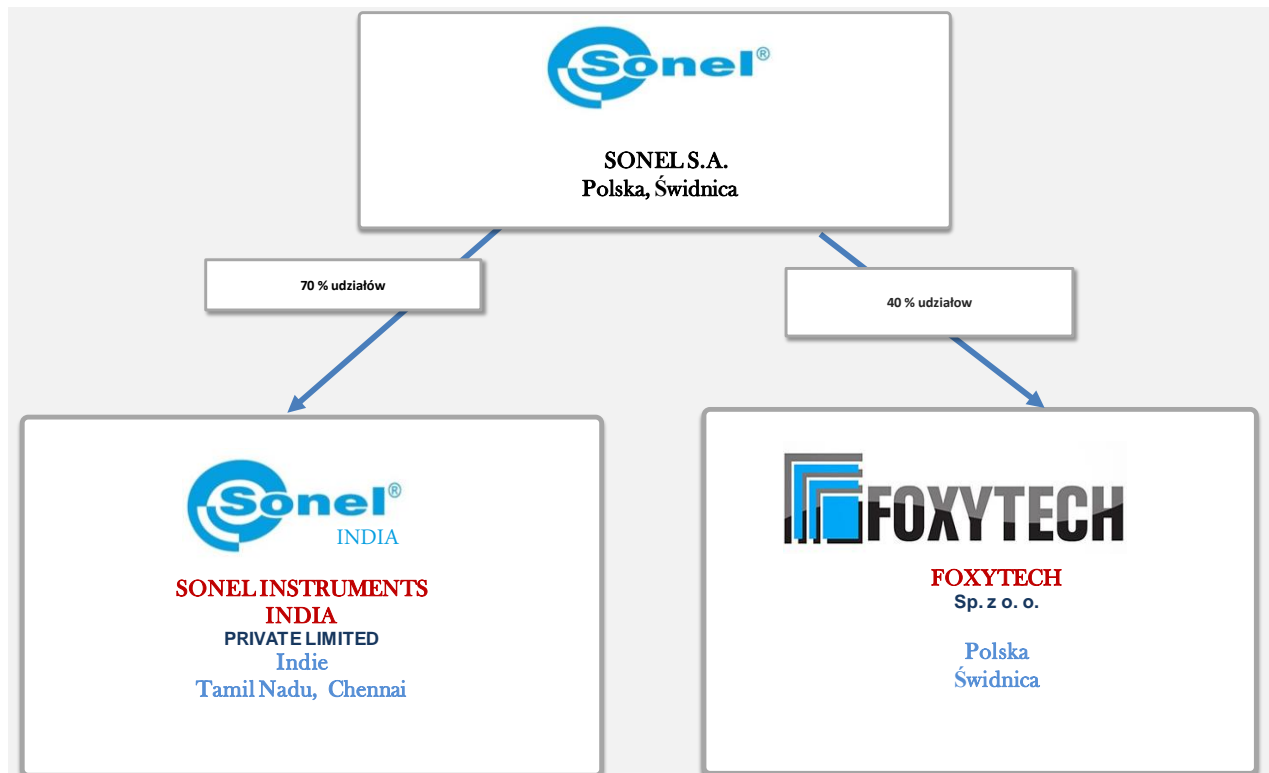 Sonel®
SONEL S.A.
Polska, Świdnica
70 % udziałów
40 % udziałow
Sonel®
INDIA
SONEL INSTRUMENTS
INDIA
PRIVATE LIMITED
Indie
Tamil Nadu, Chennai
FOXYTECH
FOXYTECH
Sp. z o. o.
Polska
Świdnica